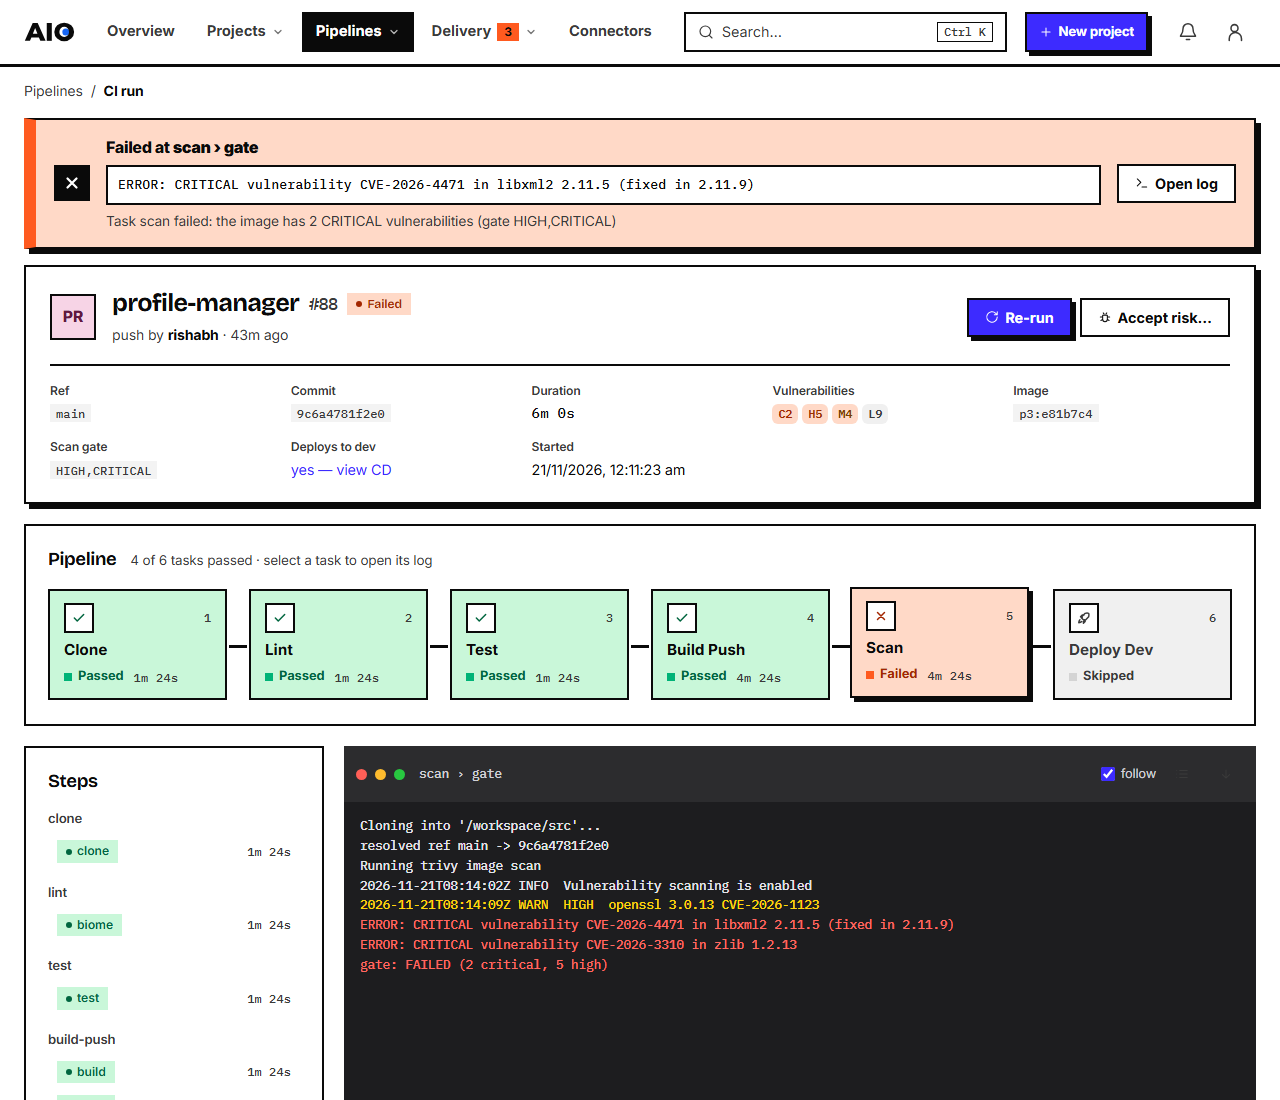 AIO Overview Projects Pipelines Delivery 3 Connectors Search... Ctrl K + New project
Pipelines / CI run
Failed at scan › gate
ERROR: CRITICAL vulnerability CVE-2026-4471 in libxml2 2.11.5 (fixed in 2.11.9)
Open log
Task scan failed: the image has 2 CRITICAL vulnerabilities (gate HIGH,CRITICAL)
PR
profile-manager #88 Failed
push by rishabh · 43m ago
Re-run
Accept risk...
Ref Commit Duration Vulnerabilities Image
main 9c6a4781f2e0 6m 0s C2 H5 M4 L9 p3:e81b7c4
Scan gate Deploys to dev Started
HIGH,CRITICAL yes — view CD 21/11/2026, 12:11:23 am
Pipeline 4 of 6 tasks passed · select a task to open its log
1 2 3 4 5 6
Clone Lint Test Build Push Scan Deploy Dev
Passed 1m 24s Passed 1m 24s Passed 1m 24s Passed 4m 24s Failed 4m 24s Skipped
Steps
clone
clone 1m 24s
lint
biome 1m 24s
test
test 1m 24s
build-push
build 1m 24s
scan › gate follow
Cloning into '/workspace/src'...
resolved ref main -> 9c6a4781f2e0
Running trivy image scan
2026-11-21T08:14:02Z INFO  Vulnerability scanning is enabled
2026-11-21T08:14:09Z WARN  HIGH  openssl 3.0.13 CVE-2026-1123
ERROR: CRITICAL vulnerability CVE-2026-4471 in libxml2 2.11.5 (fixed in 2.11.9)
ERROR: CRITICAL vulnerability CVE-2026-3310 in zlib 1.2.13
gate: FAILED (2 critical, 5 high)